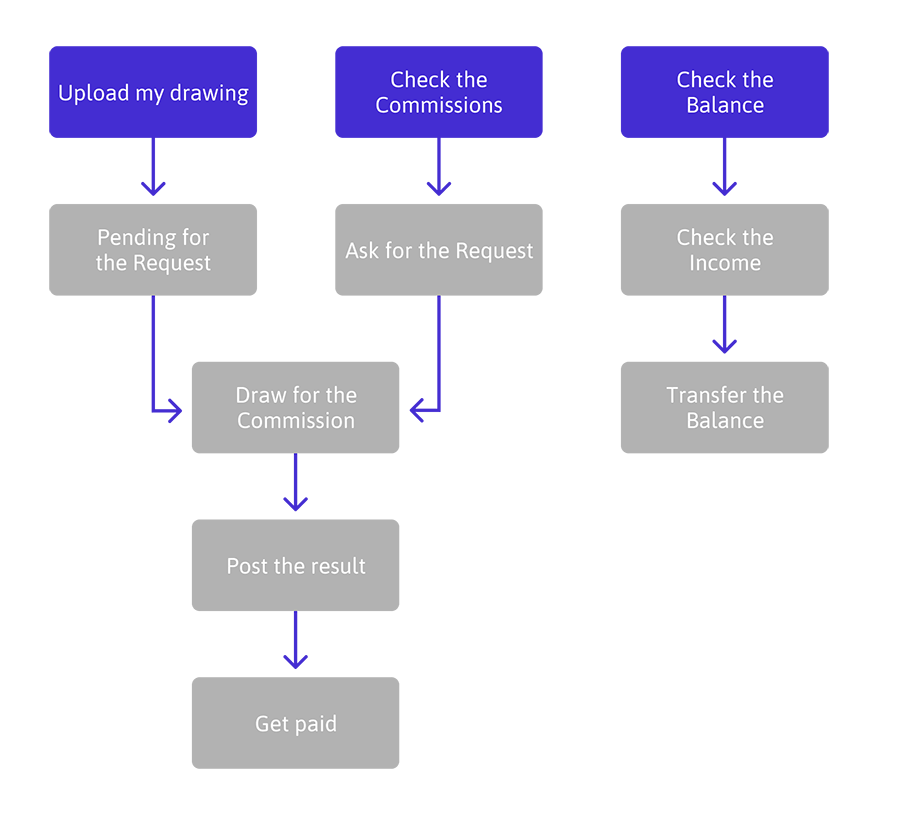 Upload my drawing
Check the
Commissions
Check the
Balance
Pending for
the Request
Ask for the Request
Check the
Income
Draw for the
Commission
Transfer the
Balance
Post the result
Get paid